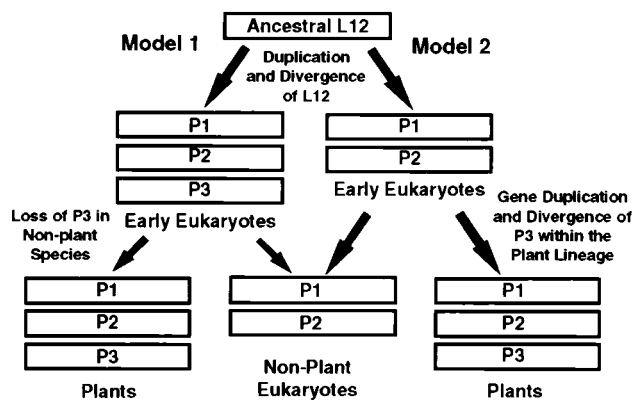 Ancestral L12
Model 1
Model 2
Duplication
and Divergence
of L12
P1
P2
P3
Early Eukaryotes
P1
P2
Early Eukaryotes
Loss of P3 in
Non-plant
Species
Gene Duplication
and Divergence of
P3 within the
Plant Lineage
P1
P2
P3
Plants
P1
P2
Non-Plant
Eukaryotes
P1
P2
P3
Plants